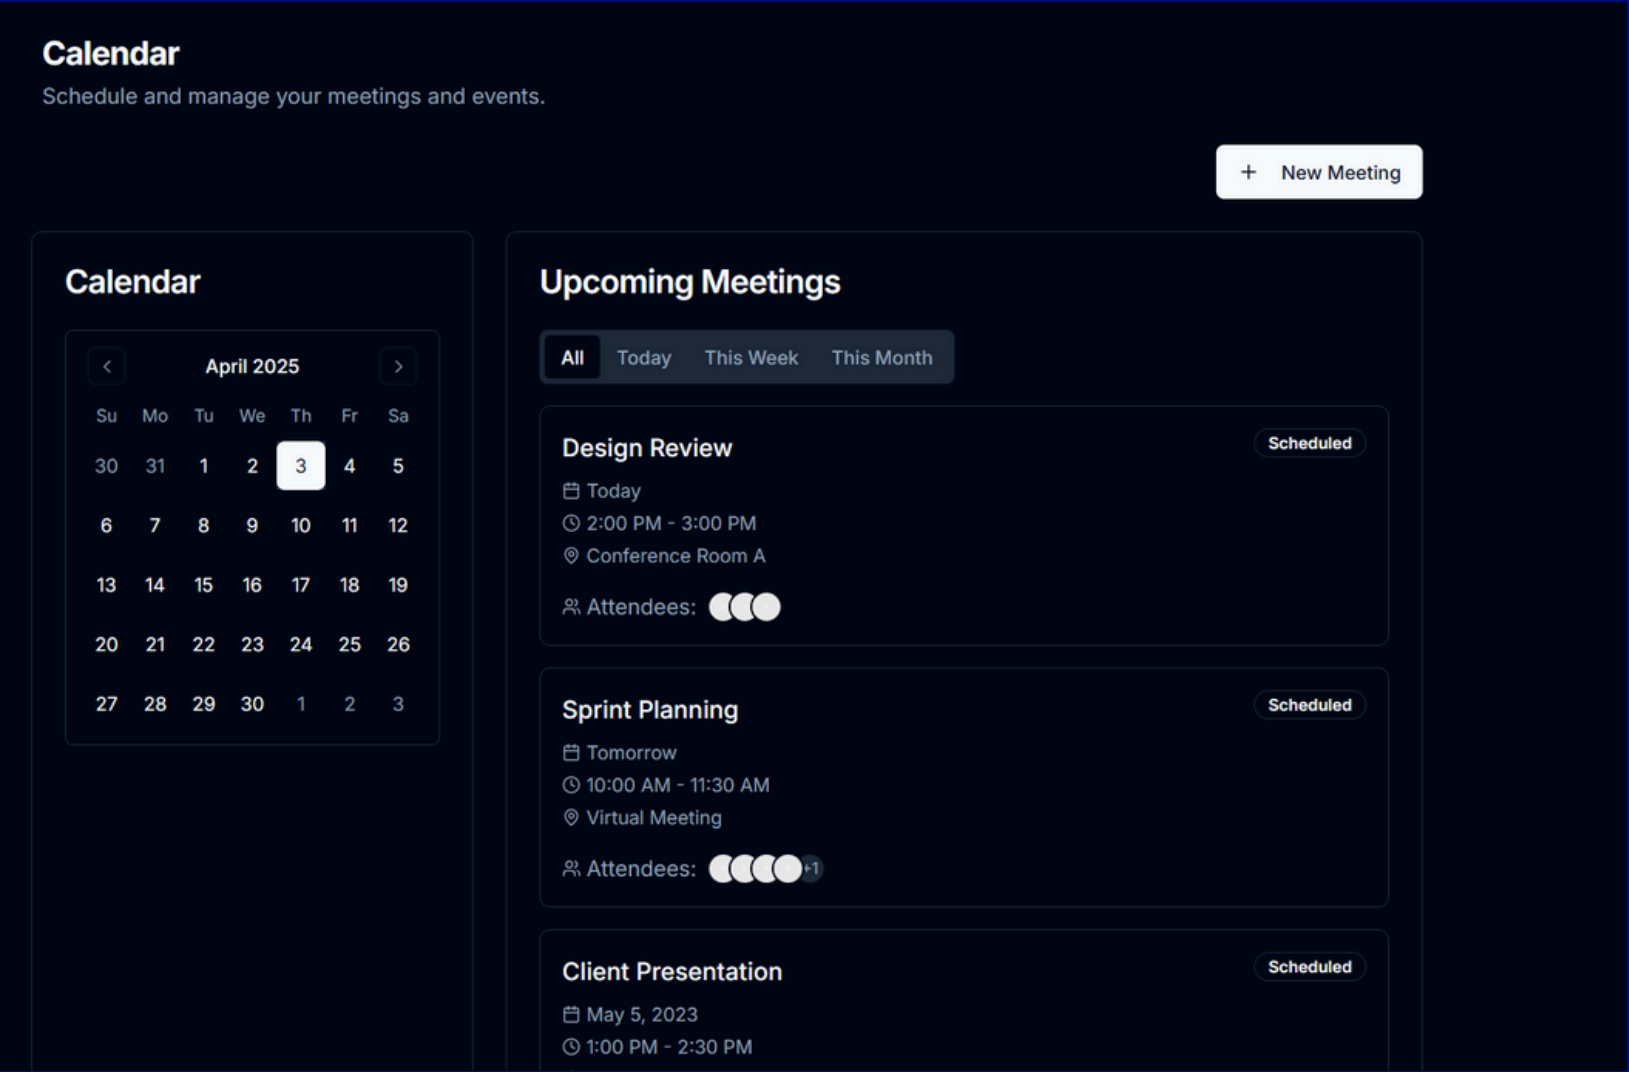 Calendar
Schedule and manage your meetings and events.
+ New Meeting
Calendar
April 2025
Su Mo Tu We Th Fr Sa
30 31 1 2 3 4 5
6 7 8 9 10 11 12
13 14 15 16 17 18 19
20 21 22 23 24 25 26
27 28 29 30 1 2 3
Upcoming Meetings
All Today This Week This Month
Design Review Scheduled
Today
2:00 PM - 3:00 PM
Conference Room A
Attendees:
Sprint Planning Scheduled
Tomorrow
10:00 AM - 11:30 AM
Virtual Meeting
Attendees: +1
Client Presentation Scheduled
May 5, 2023
1:00 PM - 2:30 PM